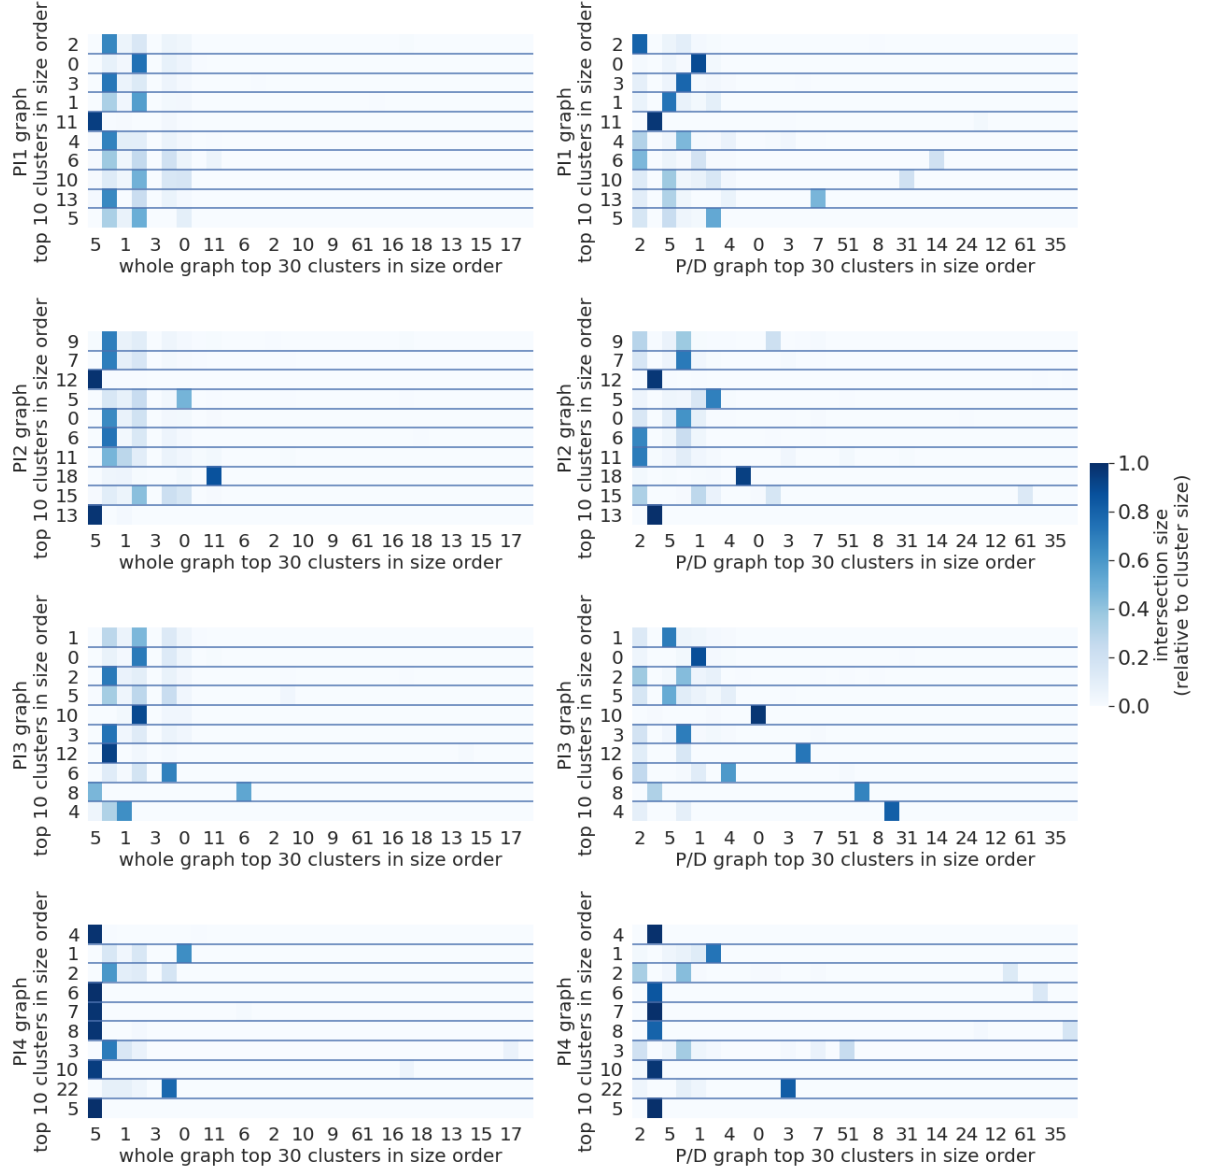 PI1 graph
top 10 clusters in size order
2
0
3
1
11
4
6
10
13
5
5 1 3 0 11 6 2 10 9 61 16 18 13 15 17
whole graph top 30 clusters in size order
PI1 graph
top 10 clusters in size order
2
0
3
1
11
4
6
10
13
5
2 5 1 4 0 3 7 51 8 31 14 24 12 61 35
P/D graph top 30 clusters in size order
PI2 graph
top 10 clusters in size order
9
7
12
5
0
6
11
18
15
13
5 1 3 0 11 6 2 10 9 61 16 18 13 15 17
whole graph top 30 clusters in size order
PI2 graph
top 10 clusters in size order
9
7
12
5
0
6
11
18
15
13
2 5 1 4 0 3 7 51 8 31 14 24 12 61 35
P/D graph top 30 clusters in size order
1.0
0.8
0.6
0.4
0.2
0.0
intersection size
(relative to cluster size)
PI3 graph
top 10 clusters in size order
1
0
2
5
10
3
12
6
8
4
5 1 3 0 11 6 2 10 9 61 16 18 13 15 17
whole graph top 30 clusters in size order
PI3 graph
top 10 clusters in size order
1
0
2
5
10
3
12
6
8
4
2 5 1 4 0 3 7 51 8 31 14 24 12 61 35
P/D graph top 30 clusters in size order
PI4 graph
top 10 clusters in size order
4
1
2
6
7
8
3
10
22
5
5 1 3 0 11 6 2 10 9 61 16 18 13 15 17
whole graph top 30 clusters in size order
PI4 graph
top 10 clusters in size order
4
1
2
6
7
8
3
10
22
5
2 5 1 4 0 3 7 51 8 31 14 24 12 61 35
P/D graph top 30 clusters in size order